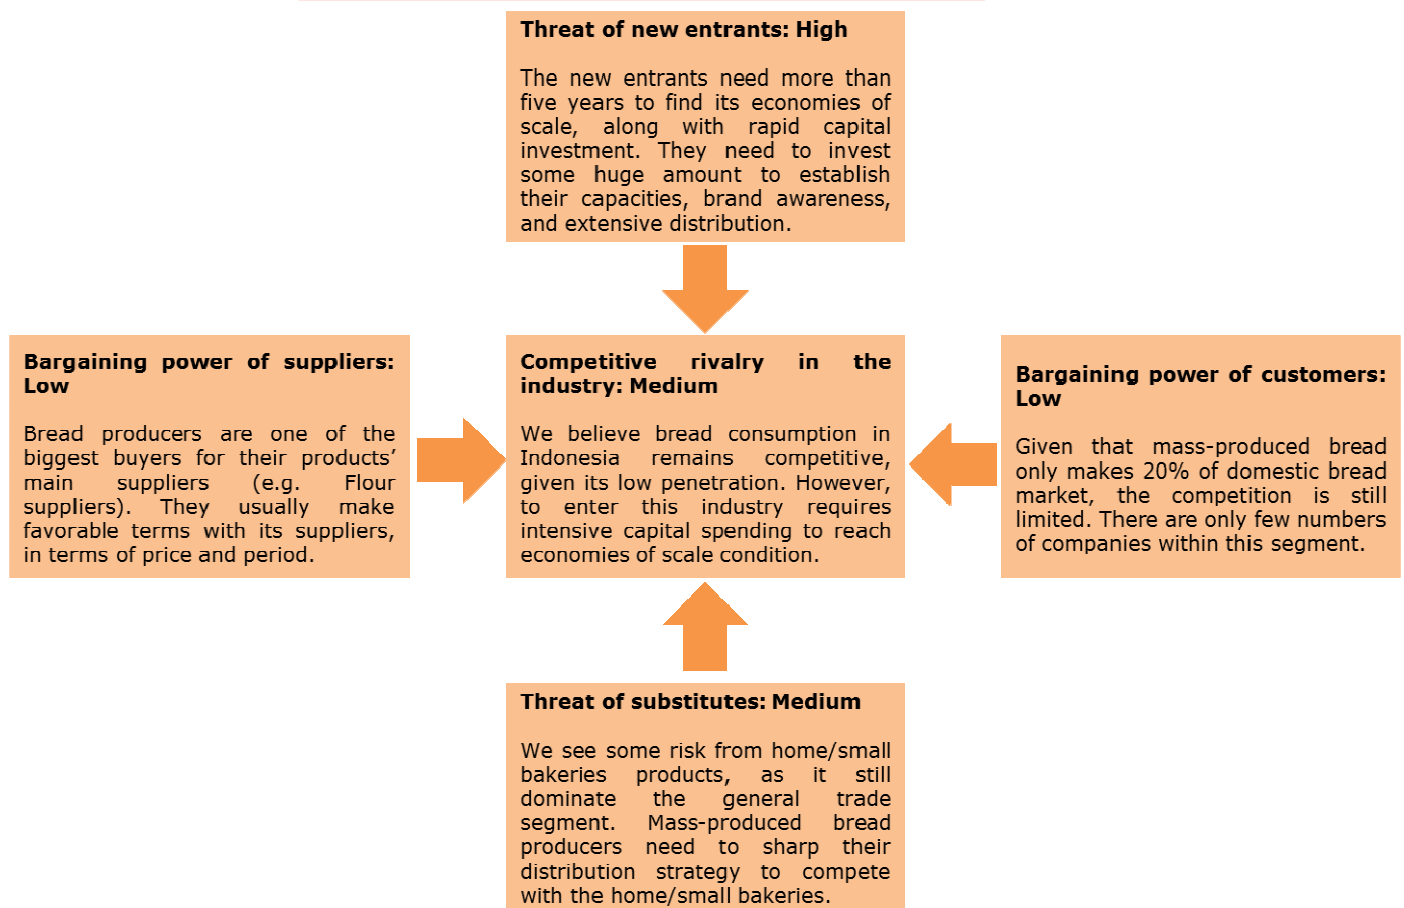 Threat of new entrants: High
The new entrants need more than
five years to find its economies of
scale, along with rapid capital
investment. They need to invest
some huge amount to establish
their capacities, brand awareness,
and extensive distribution.
Bargaining power of suppliers:
Low
Bread producers are one of the
biggest buyers for their products’
main suppliers (e.g. Flour
suppliers). They usually make
favorable terms with its suppliers,
in terms of price and period.
Competitive rivalry in the
industry: Medium
We believe bread consumption in
Indonesia remains competitive,
given its low penetration. However,
to enter this industry requires
intensive capital spending to reach
economies of scale condition.
Bargaining power of customers:
Low
Given that mass-produced bread
only makes 20% of domestic bread
market, the competition is still
limited. There are only few numbers
of companies within this segment.
Threat of substitutes: Medium
We see some risk from home/small
bakeries products, as it still
dominate the general trade
segment. Mass-produced bread
producers need to sharp their
distribution strategy to compete
with the home/small bakeries.